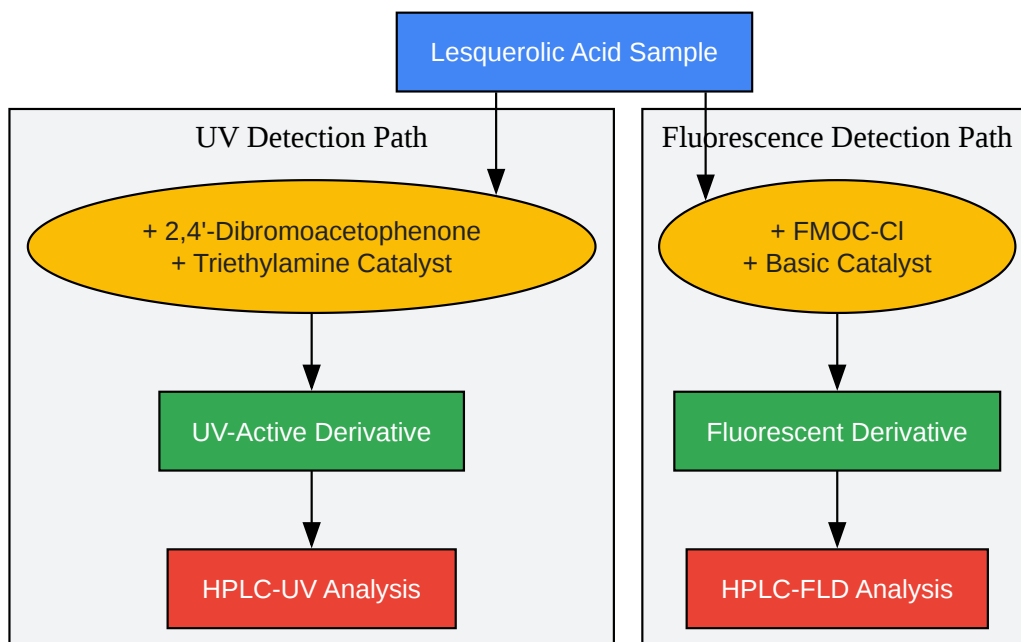 Lesquerolic Acid Sample
UV Detection Path
Fluorescence Detection Path
+ 2,4'-Dibromoacetophenone
+ Triethylamine Catalyst
+ FMOC-Cl
+ Basic Catalyst
UV-Active Derivative
Fluorescent Derivative
HPLC-UV Analysis
HPLC-FLD Analysis